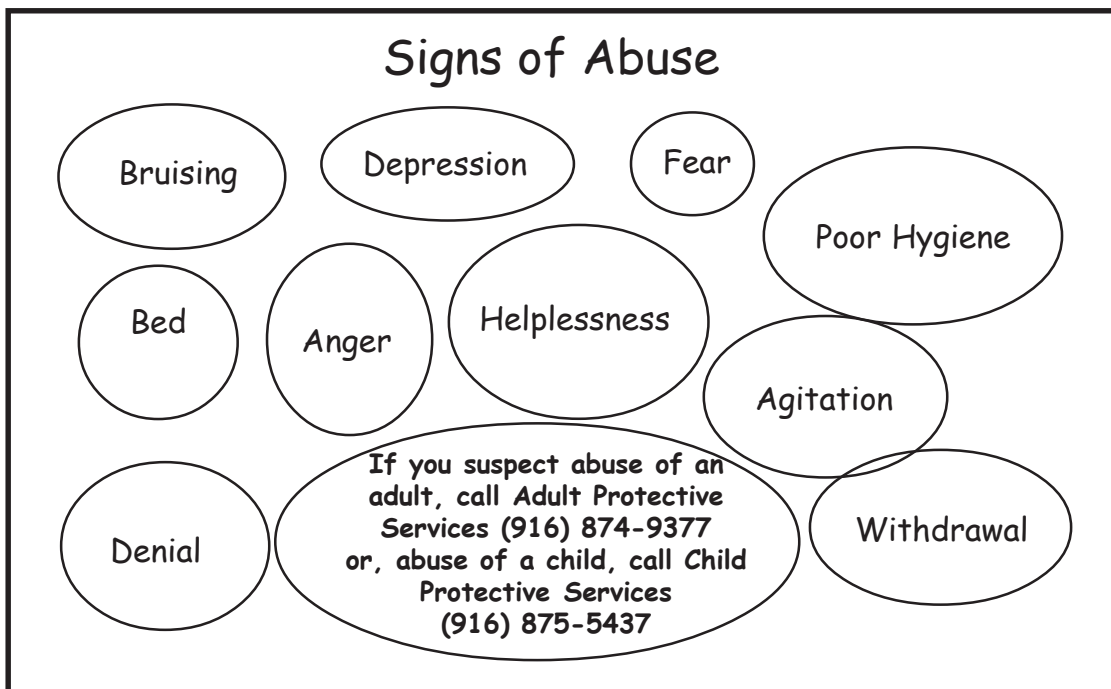 Signs of Abuse
Bruising
Depression
Fear
Poor Hygiene
Bed
Anger
Helplessness
Agitation
Denial
If you suspect abuse of an
adult, call Adult Protective
Services (916) 874-9377
or, abuse of a child, call Child
Protective Services
(916) 875-5437
Withdrawal